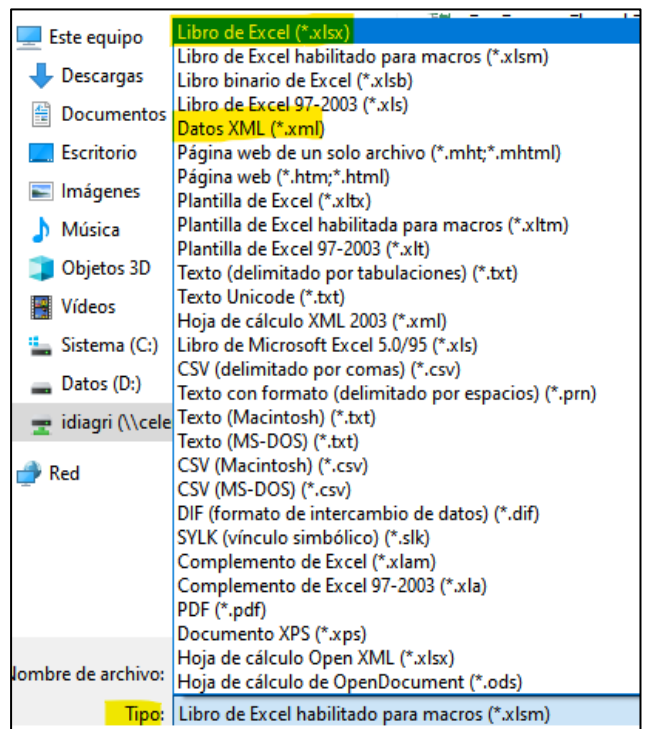 Este equipo
Descargas
Documentos
Escritorio
Imágenes
Música
Objetos 3D
Vídeos
Sistema (C:)
Datos (D:)
idiagri (\\cele
Red
Libro de Excel (*.xlsx)
Libro de Excel habilitado para macros (*.xlsm)
Libro binario de Excel (*.xlsb)
Libro de Excel 97-2003 (*.xls)
Datos XML (*.xml)
Página web de un solo archivo (*.mht;*.mhtml)
Página web (*.htm;*.html)
Plantilla de Excel (*.xltx)
Plantilla de Excel habilitada para macros (*.xltm)
Plantilla de Excel 97-2003 (*.xlt)
Texto (delimitado por tabulaciones) (*.txt)
Texto Unicode (*.txt)
Hoja de cálculo XML 2003 (*.xml)
Libro de Microsoft Excel 5.0/95 (*.xls)
CSV (delimitado por comas) (*.csv)
Texto con formato (delimitado por espacios) (*.prn)
Texto (Macintosh) (*.txt)
Texto (MS-DOS) (*.txt)
CSV (Macintosh) (*.csv)
CSV (MS-DOS) (*.csv)
DIF (formato de intercambio de datos) (*.dif)
SYLK (vínculo simbólico) (*.slk)
Complemento de Excel (*.xlam)
Complemento de Excel 97-2003 (*.xla)
PDF (*.pdf)
Documento XPS (*.xps)
Hoja de cálculo Open XML (*.xlsx)
Hoja de cálculo de OpenDocument (*.ods)
ombre de archivo:
Tipo: Libro de Excel habilitado para macros (*.xlsm)